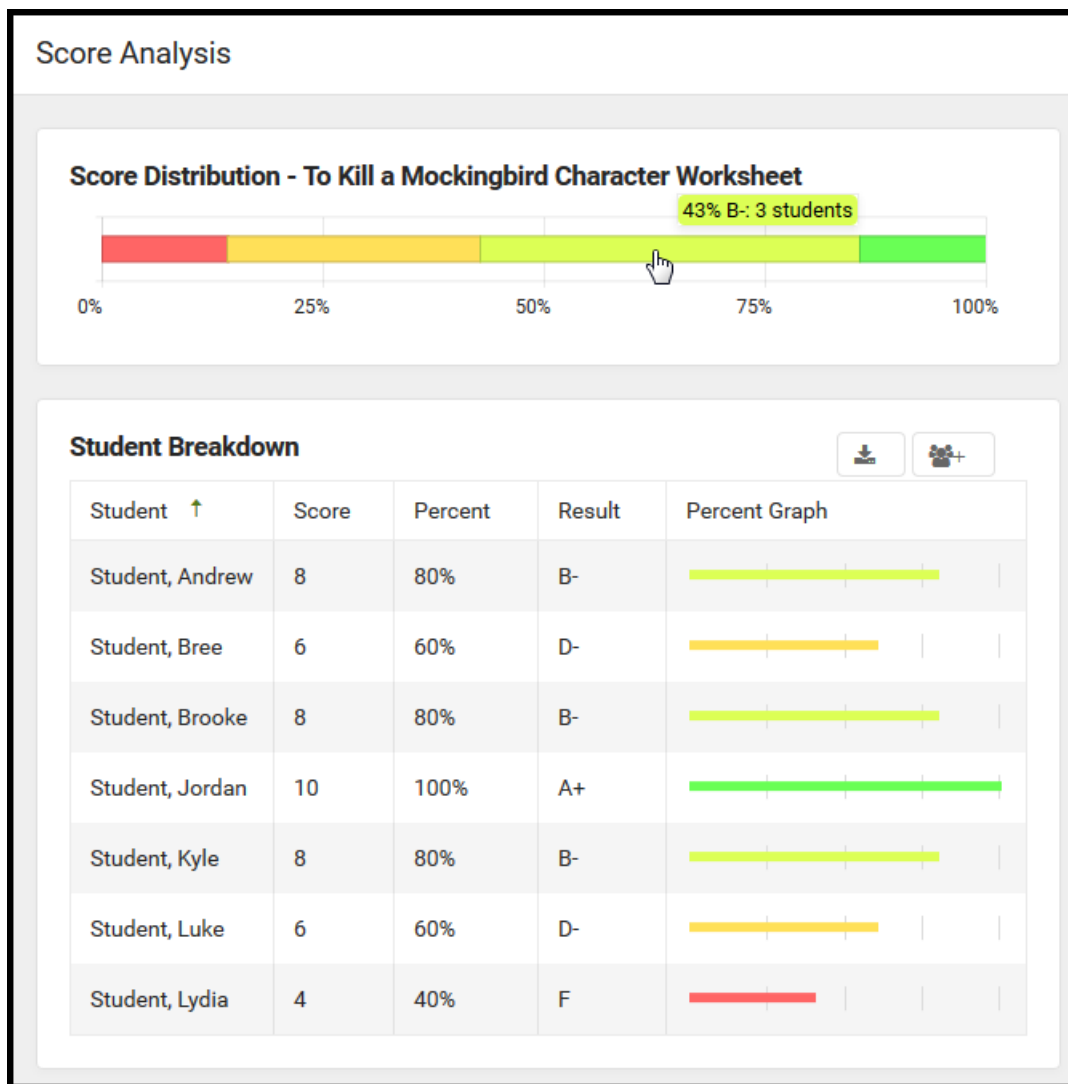 Score Analysis
Score Distribution - To Kill a Mockingbird Character Worksheet
43% B-: 3 students
0% 25% 50% 75% 100%
Student Breakdown
Student ↑ Score Percent Result Percent Graph
Student, Andrew 8 80% B-
Student, Bree 6 60% D-
Student, Brooke 8 80% B-
Student, Jordan 10 100% A+
Student, Kyle 8 80% B-
Student, Luke 6 60% D-
Student, Lydia 4 40% F